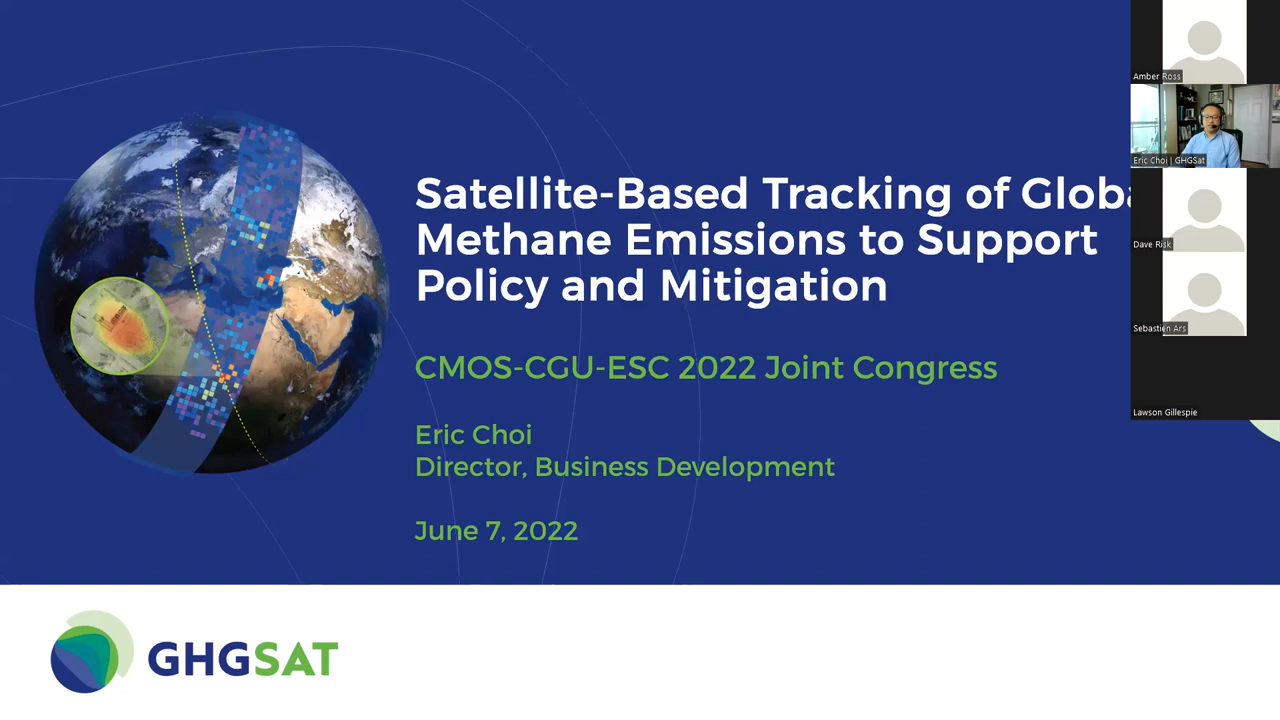 Satellite-Based Tracking of Globa
Methane Emissions to Support
Policy and Mitigation
CMOS-CGU-ESC 2022 Joint Congress
Eric Choi
Director, Business Development
June 7, 2022
GHGSAT
Amber Ross
Eric Choi | GHGSat
Dave Risk
Sebastien Ars
Lawson Gillespie